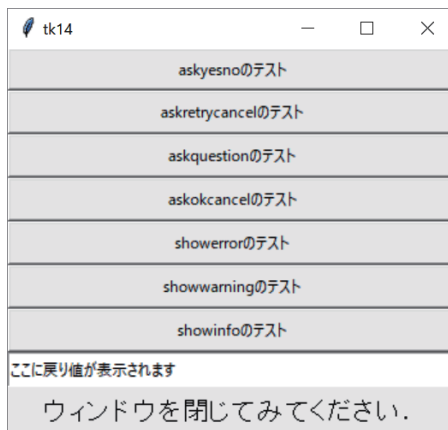 tk14
askyesnoのテスト
askretrycancelのテスト
askquestionのテスト
askokcancelのテスト
showerrorのテスト
showwarningのテスト
showinfoのテスト
ここに戻り値が表示されます
ウィンドウを閉じてみてください.